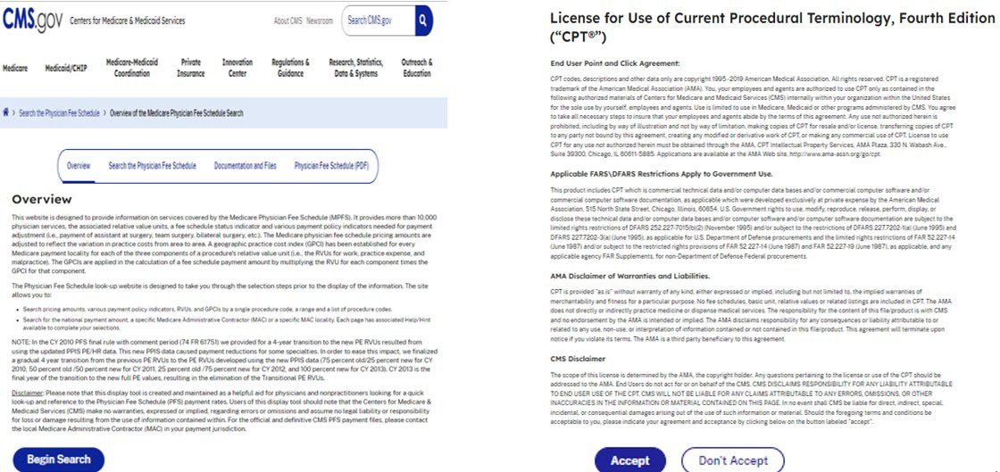 CMS.gov Centers for Medicare & Medicaid Services
About CMS Newsroom
Search CMS.gov
Medicare
Medicaid/CHIP
Medicare-Medicaid
Coordination
Private
Insurance
Innovation
Center
Regulations &
Guidance
Research, Statistics,
Data & Systems
Outreach &
Education
> Search the Physician Fee Schedule > Overview of the Medicare Physician Fee Schedule Search
Overview
Search the Physician Fee Schedule
Documentation and Files
Physician Fee Schedule (PDF)
Overview
This website is designed to provide information on services covered by the Medicare Physician Fee Schedule (MPFS). It provides more than 10,000
physician services, the associated relative value units, a fee schedule status indicator and various payment policy indicators needed for payment
adjustment (i.e., payment of assistant at surgery, team surgery, bilateral surgery, etc.). The Medicare physician fee schedule pricing amounts are
adjusted to reflect the variation in practice costs from area to area. A geographic practice cost index (GPCI) has been established for every
Medicare payment locality for each of the three components of a procedure's relative value unit (i.e., the RVUs for work, practice expense, and
malpractice). The GPCIs are applied in the calculation of a fee schedule payment amount by multiplying the RVU for each component times the
GPCI for that component.
The Physician Fee Schedule look-up website is designed to take you through the selection steps prior to the display of the information. The site
allows you to:
• Search pricing amounts, various payment policy indicators, RVUs, and GPCIs by a single procedure code, a range and a list of procedure codes.
• Search for the national payment amount, a specific Medicare Administrative Contractor (MAC) or a specific MAC locality. Each page has associated Help/Hint
available to complete your selections.
NOTE: In the CY 2010 PFS final rule with comment period (74 FR 61751) we provided for a 4-year transition to the new PE RVUs resulted from
using the updated PPIS PE/HR data. This new PPIS data caused payment reductions for some specialties. In order to ease this impact, we finalized
a gradual 4 year transition from the previous PE RVUs to the PE RVUs developed using the new PPIS data (75 percent old/25 percent new for CY
2010, 50 percent old /50 percent new for CY 2011, 25 percent old /75 percent new for CY 2012, and 100 percent new for CY 2013). CY 2013 is the
final year of the transition to the new full PE values, resulting in the elimination of the Transitional PE RVUs.
Disclaimer: Please note that this display tool is created and maintained as a helpful aid for physicians and nonpractitioners looking for a quick
look-up and reference to the Physician Fee Schedule (PFS) payment rates. Users of this display tool should note that the Centers for Medicare &
Medicaid Services (CMS) make no warranties, expressed or implied, regarding errors or omissions and assume no legal liability or responsibility
for loss or damage resulting from the use of information contained within. For the official and definitive CMS PFS payment files, please contact
the local Medicare Administrative Contractor (MAC) in your payment jurisdiction.
Begin Search
License for Use of Current Procedural Terminology, Fourth Edition
("CPT®")
End User Point and Click Agreement:
CPT codes, descriptions and other data only are copyright 1995-2019 American Medical Association. All rights reserved. CPT is a registered
trademark of the American Medical Association (AMA). You, your employees and agents are authorized to use CPT only as contained in the
following authorized materials of Centers for Medicare and Medicaid Services (CMS) internally within your organization within the United States
for the sole use by yourself, employees and agents. Use is limited to use in Medicare, Medicaid or other programs administered by CMS. You agree
to take all necessary steps to insure that your employees and agents abide by the terms of this agreement. Any use not authorized herein is
prohibited, including by way of illustration and not by way of limitation, making copies of CPT for resale and/or license, transferring copies of CPT
to any party not bound by this agreement, creating any modified or derivative work of CPT, or making any commercial use of CPT. License to use
CPT for any use not authorized herein must be obtained through the AMA, CPT Intellectual Property Services, AMA Plaza, 330 N. Wabash Ave.,
Suite 39300, Chicago, IL 60611-5885. Applications are available at the AMA Web site, http://www.ama-assn.org/go/cpt.
Applicable FARS\DFARS Restrictions Apply to Government Use.
This product includes CPT which is commercial technical data and/or computer data bases and/or commercial computer software and/or
commercial computer software documentation, as applicable which were developed exclusively at private expense by the American Medical
Association, 515 North State Street, Chicago, Illinois, 60654. U.S. Government rights to use, modify, reproduce, release, perform, display, or
disclose these technical data and/or computer data bases and/or computer software and/or computer software documentation are subject to the
limited rights restrictions of DFARS 252.227-7015(b)(2) (November 1995) and/or subject to the restrictions of DFARS 227.7202-1(a) (June 1995) and
DFARS 227.7202-3(a) (June 1995), as applicable for U.S. Department of Defense procurements and the limited rights restrictions of FAR 52.227-14
(June 1987) and/or subject to the restricted rights provisions of FAR 52.227-14 (June 1987) and FAR 52.227-19 (June 1987), as applicable, and any
applicable agency FAR Supplements, for non-Department of Defense Federal procurements.
AMA Disclaimer of Warranties and Liabilities.
CPT is provided "as is" without warranty of any kind, either expressed or implied, including but not limited to, the implied warranties of
merchantability and fitness for a particular purpose. No fee schedules, basic unit, relative values or related listings are included in CPT. The AMA
does not directly or indirectly practice medicine or dispense medical services. The responsibility for the content of this file/product is with CMS
and no endorsement by the AMA is intended or implied. The AMA disclaims responsibility for any consequences or liability attributable to or
related to any use, non-use, or interpretation of information contained or not contained in this file/product. This agreement will terminate upon
notice if you violate its terms. The AMA is a third party beneficiary to this agreement.
CMS Disclaimer
The scope of this license is determined by the AMA, the copyright holder. Any questions pertaining to the license or use of the CPT should be
addressed to the AMA. End Users do not act for or on behalf of the CMS. CMS DISCLAIMS RESPONSIBILITY FOR ANY LIABILITY ATTRIBUTABLE
TO END USER USE OF THE CPT. CMS WILL NOT BE LIABLE FOR ANY CLAIMS ATTRIBUTABLE TO ANY ERRORS, OMISSIONS, OR OTHER
INACCURACIES IN THE INFORMATION OR MATERIAL CONTAINED ON THIS PAGE. In no event shall CMS be liable for direct, indirect, special,
incidental, or consequential damages arising out of the use of such information or material. Should the foregoing terms and conditions be
acceptable to you, please indicate your agreement and acceptance by clicking below on the button labeled "accept".
Accept
Don't Accept